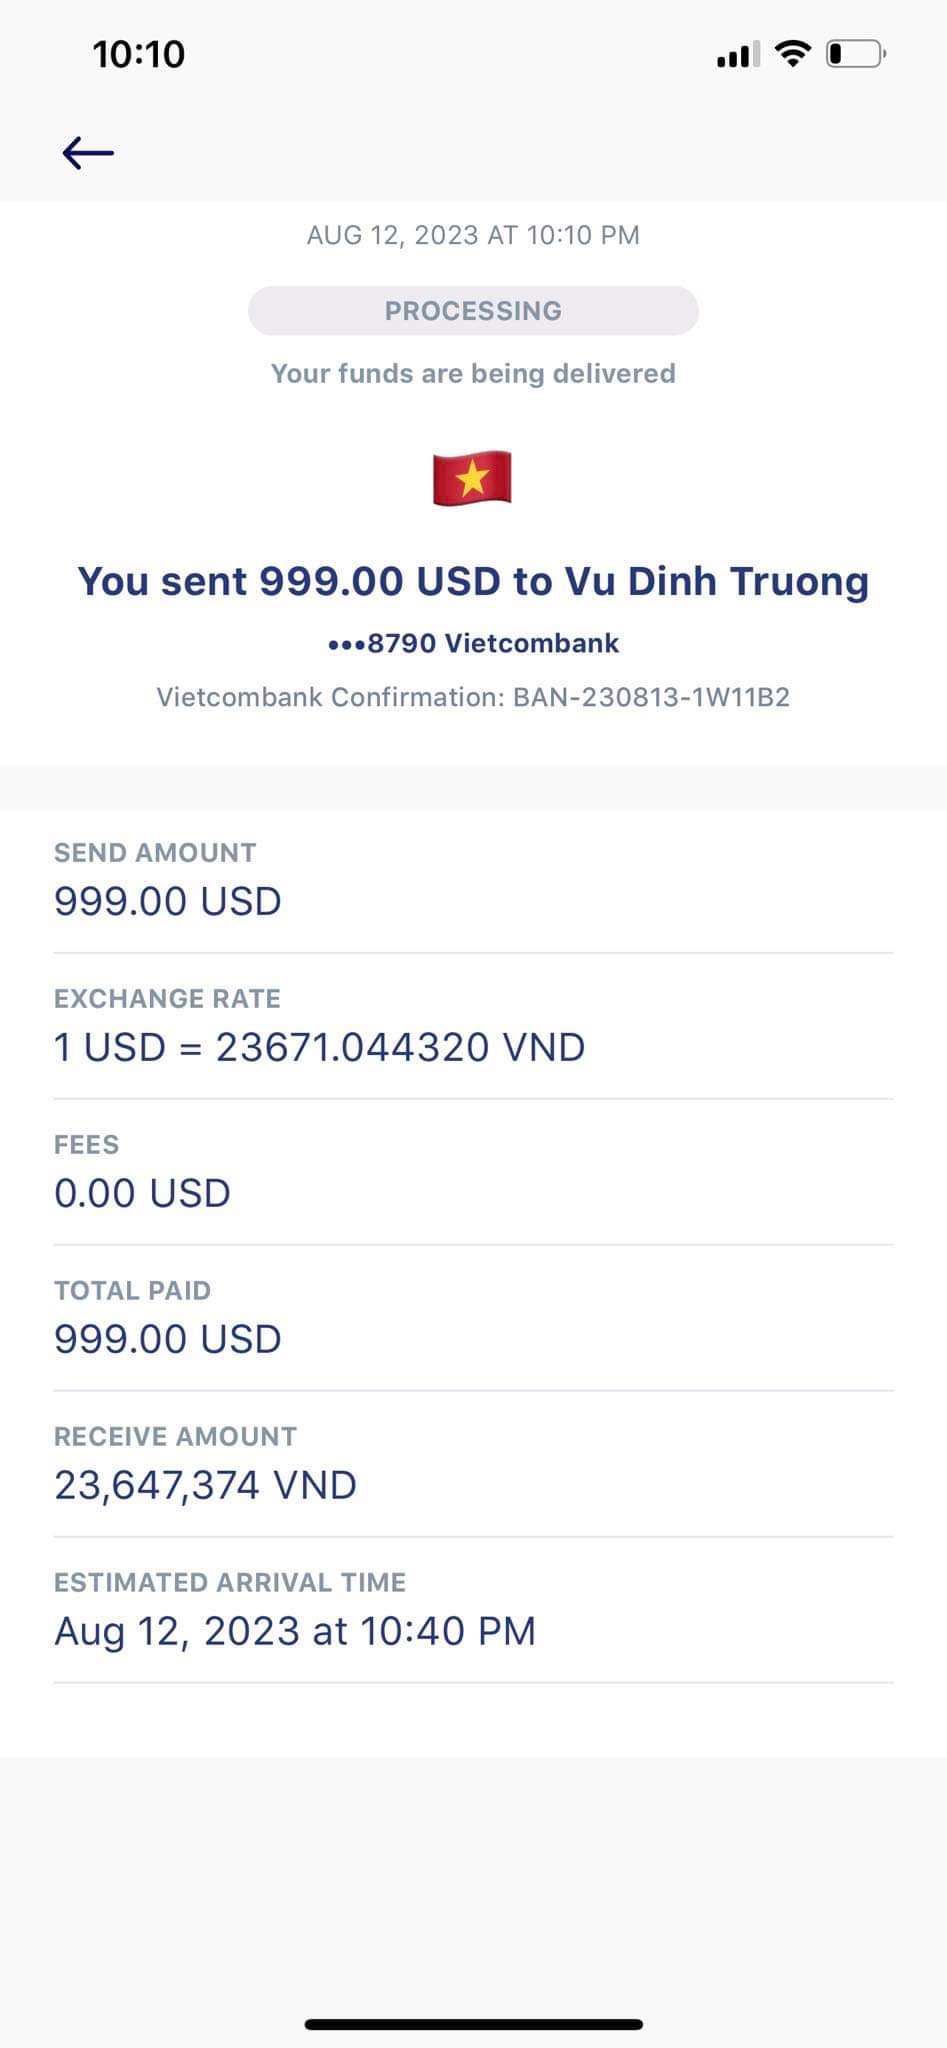 10:10
AUG 12, 2023 AT 10:10 PM
PROCESSING
Your funds are being delivered
You sent 999.00 USD to Vu Dinh Truong
•••8790 Vietcombank
Vietcombank Confirmation: BAN-230813-1W11B2
SEND AMOUNT
999.00 USD
EXCHANGE RATE
1 USD = 23671.044320 VND
FEES
0.00 USD
TOTAL PAID
999.00 USD
RECEIVE AMOUNT
23,647,374 VND
ESTIMATED ARRIVAL TIME
Aug 12, 2023 at 10:40 PM